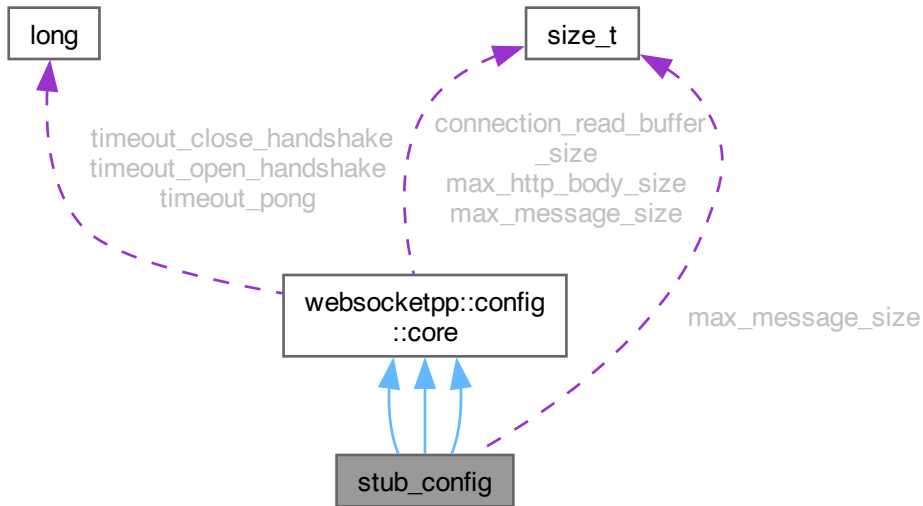 long
size_t
timeout_close_handshake
timeout_open_handshake
timeout_pong
connection_read_buffer
_size
max_http_body_size
max_message_size
websocketpp::config
::core
max_message_size
stub_config